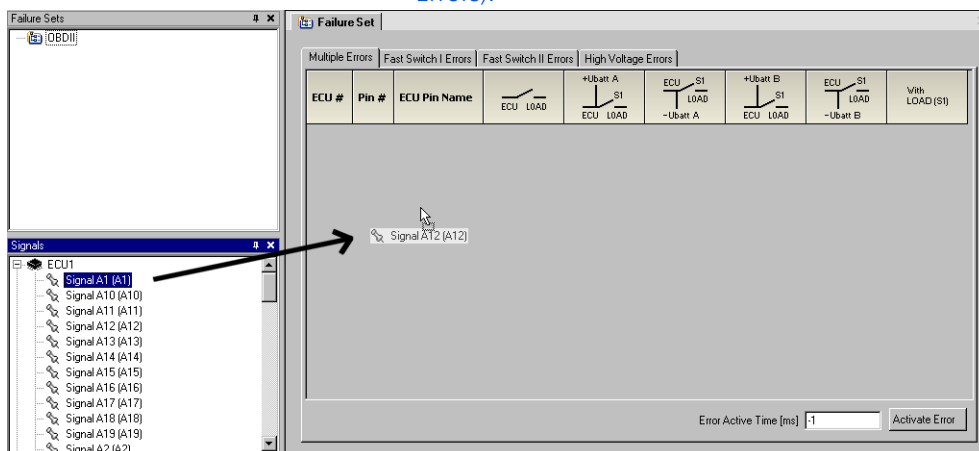 Errors).
Failure Sets
OBDII
Failure Set
Multiple Errors
Fast Switch I Errors
Fast Switch II Errors
High Voltage Errors
ECU #
Pin #
ECU Pin Name
ECU LOAD
+Ubatt A
S1
ECU LOAD
ECU S1
LOAD
-Ubatt A
+Ubatt B
S1
ECU LOAD
ECU S1
LOAD
-Ubatt B
With
LOAD (S1)
Signal A12 (A12)
Signals
ECU1
Signal A1 (A1)
Signal A10 (A10)
Signal A11 (A11)
Signal A12 (A12)
Signal A13 (A13)
Signal A14 (A14)
Signal A15 (A15)
Signal A16 (A16)
Signal A17 (A17)
Signal A18 (A18)
Signal A19 (A19)
Signal A2 (A2)
Error Active Time [ms]
-1
Activate Error